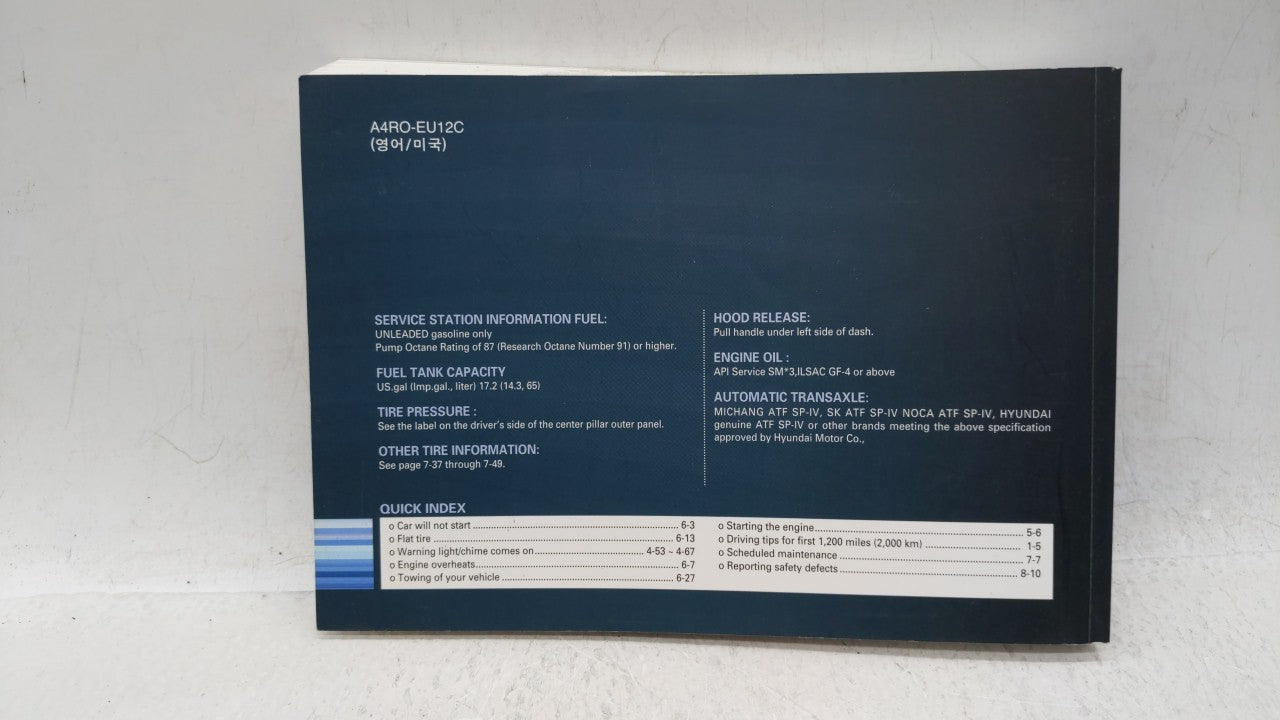 A4RO-EU12C
(영어/미국)
SERVICE STATION INFORMATION FUEL:
UNLEADED gasoline only
Pump Octane Rating of 87 (Research Octane Number 91) or higher.
FUEL TANK CAPACITY
US.gal (Imp.gal., liter) 17.2 (14.3, 65)
TIRE PRESSURE :
See the label on the driver's side of the center pillar outer panel.
OTHER TIRE INFORMATION:
See page 7-37 through 7-49.
HOOD RELEASE:
Pull handle under left side of dash.
ENGINE OIL :
API Service SM*3,ILSAC GF-4 or above
AUTOMATIC TRANSAXLE:
MICHANG ATF SP-IV, SK ATF SP-IV NOCA ATF SP-IV, HYUNDAI
genuine ATF SP-IV or other brands meeting the above specification
approved by Hyundai Motor Co.,
QUICK INDEX
o Car will not start ........ 6-3
o Flat tire ........ 6-13
o Warning light/chime comes on ........ 4-53 ~ 4-67
o Engine overheats ........ 6-7
o Towing of your vehicle ........ 6-27
o Starting the engine ........ 5-6
o Driving tips for first 1,200 miles (2,000 km) ........ 1-5
o Scheduled maintenance ........ 7-7
o Reporting safety defects ........ 8-10